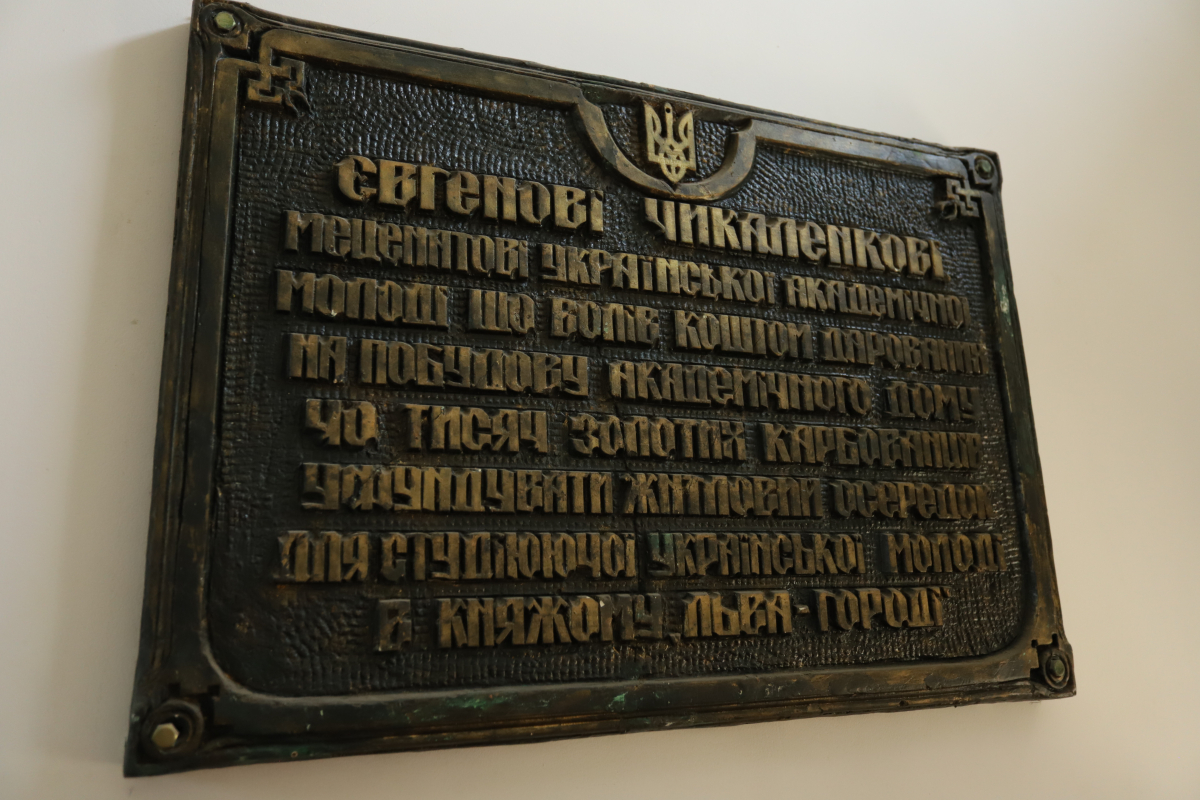 Євгенові Чикаленкові
меценатові української академічної
молоді що волів коштом даровання
на побудову академічного дому
40 тисяч золотих карбованців
уфундувати житловий осередок
для студіюючої української молоді
в княжому Льва-городі